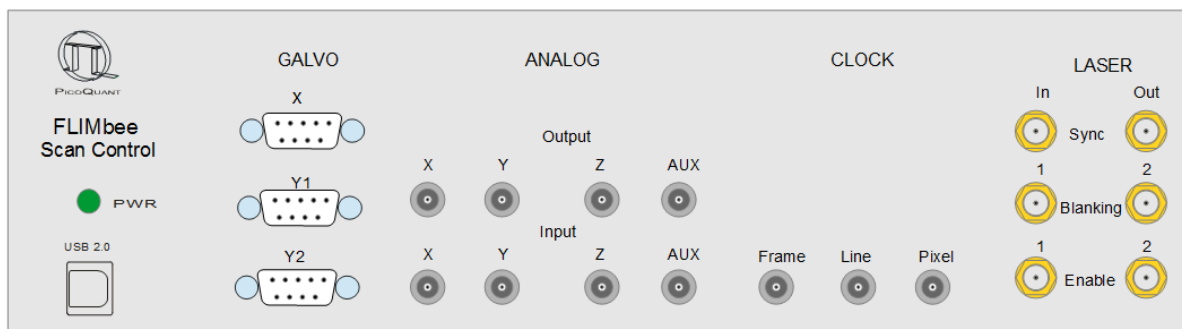 PICOQUANT
FLIMbee
Scan Control
PWR
USB 2.0
GALVO
X
Y1
Y2
ANALOG
Output
X Y Z AUX
Input
X Y Z AUX
CLOCK
Frame Line Pixel
LASER
In Out
Sync
1 2
Blanking
1 2
Enable